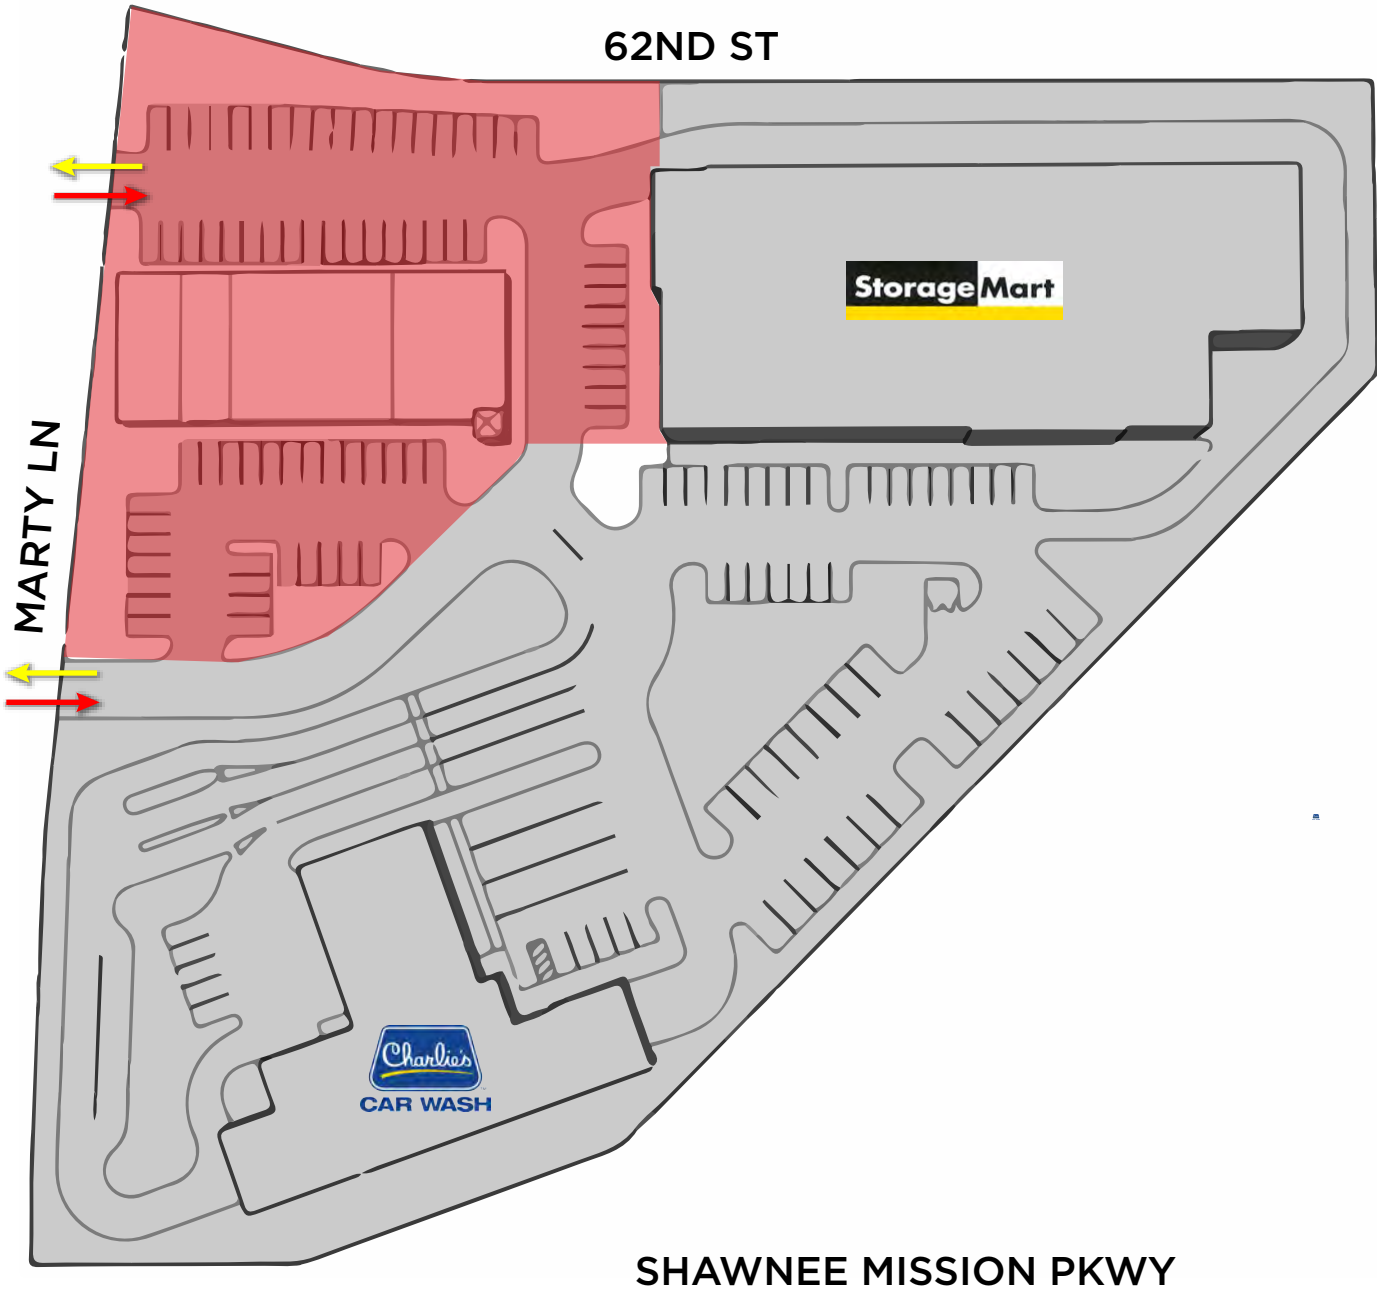 62ND ST
StorageMart
MARTY LN
Charlie's
CAR WASH
SHAWNEE MISSION PKWY